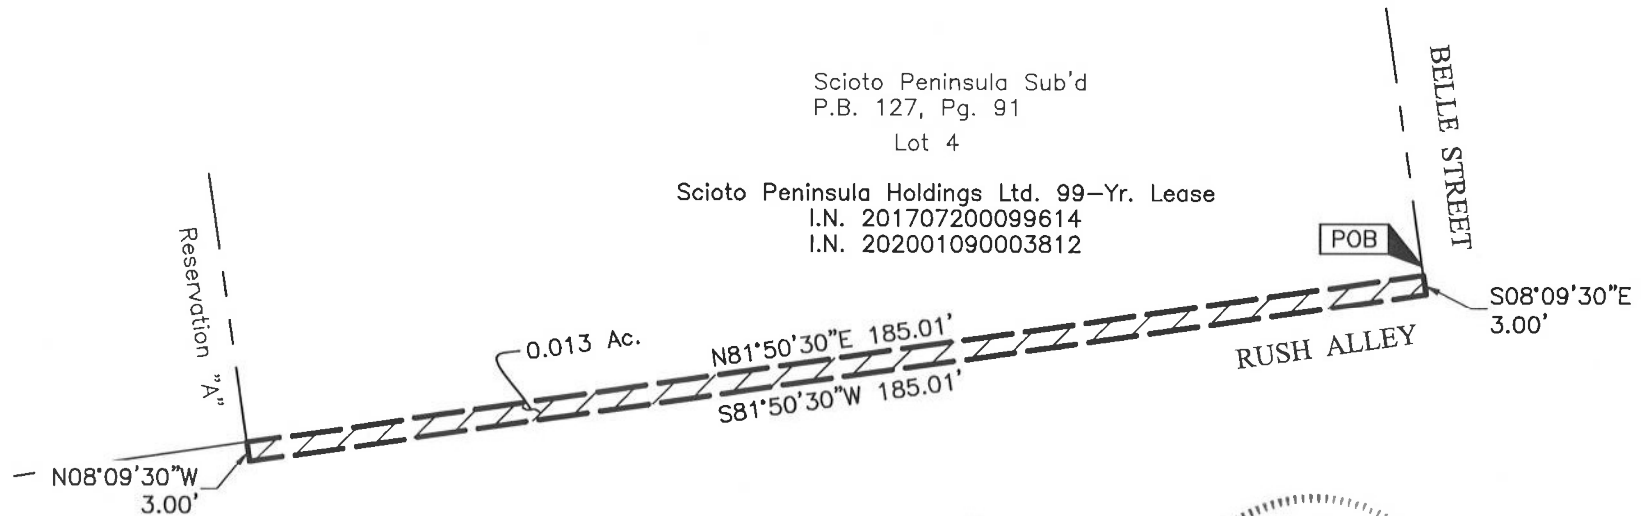 Scioto Peninsula Sub'd
P.B. 127, Pg. 91
Lot 4
Scioto Peninsula Holdings Ltd. 99-Yr. Lease
I.N. 201707200099614
I.N. 202001090003812
BELLE STREET
POB
Reservation "A"
S08°09'30"E
3.00'
0.013 Ac.
N81°50'30"E 185.01'
S81°50'30"W 185.01'
RUSH ALLEY
N08°09'30"W
3.00'